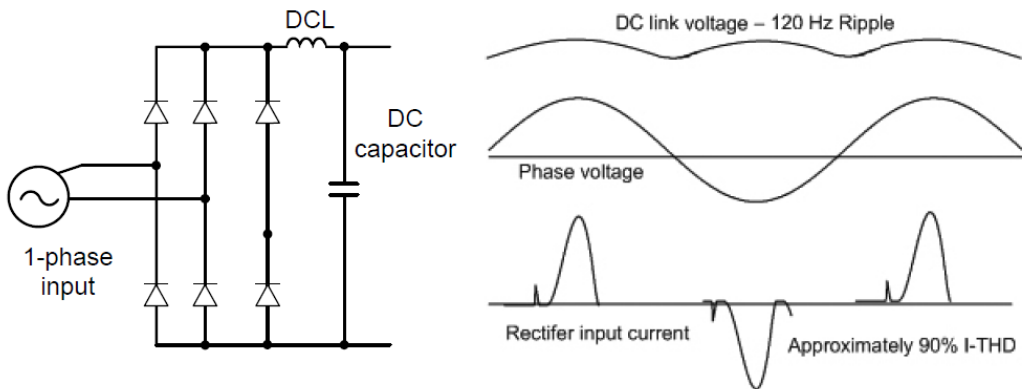 DCL
DC
capacitor
1-phase
input
DC link voltage – 120 Hz Ripple
Phase voltage
Rectifer input current
Approximately 90% I-THD